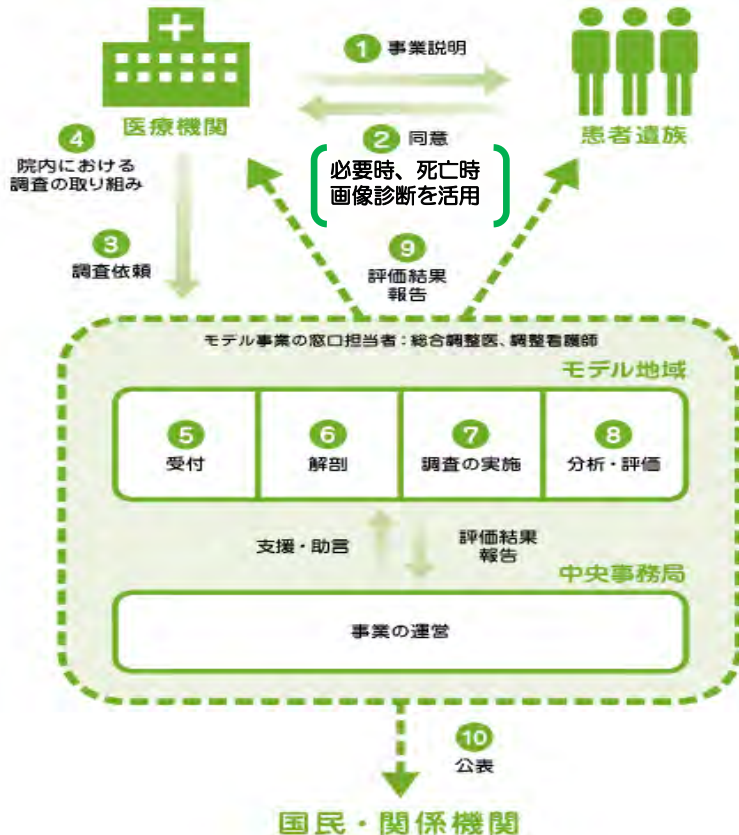 ① 事業説明
医療機関
患者遺族
② 同意
必要時、死亡時
画像診断を活用
④
院内における
調査の取り組み
③
調査依頼
⑨
評価結果
報告
モデル事業の窓口担当者：総合調整医、調整看護師
モデル地域
⑤
受付
⑥
解剖
⑦
調査の実施
⑧
分析・評価
支援・助言
評価結果
報告
中央事務局
事業の運営
⑩
公表
国民・関係機関